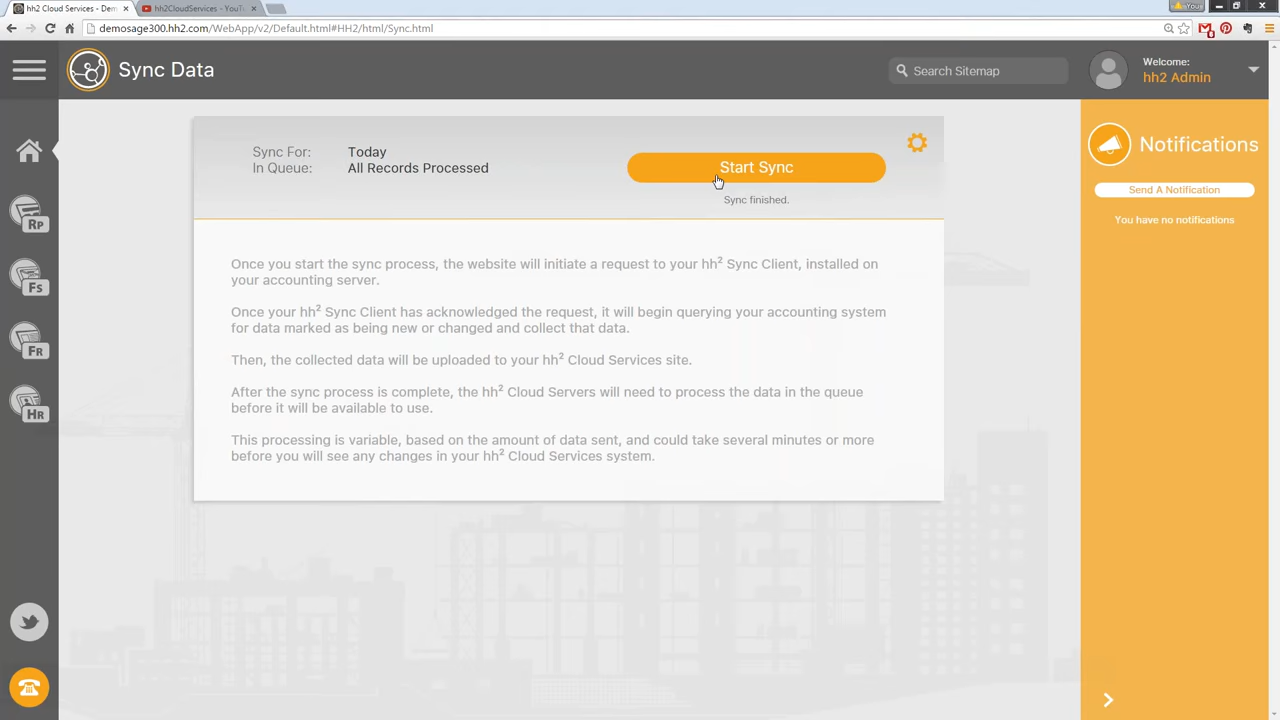 hh2 Cloud Services - Dem
hh2CloudServices - YouT
You
demosage300.hh2.com/WebApp/v2/Default.html#HH2/html/Sync.html
Sync Data
Search Sitemap
Welcome:
hh2 Admin
Sync For: Today
In Queue: All Records Processed
Start Sync
Sync finished.
Notifications
Send A Notification
You have no notifications
Once you start the sync process, the website will initiate a request to your hh² Sync Client, installed on
your accounting server.
Once your hh² Sync Client has acknowledged the request, it will begin querying your accounting system
for data marked as being new or changed and collect that data.
Then, the collected data will be uploaded to your hh² Cloud Services site.
After the sync process is complete, the hh² Cloud Servers will need to process the data in the queue
before it will be available to use.
This processing is variable, based on the amount of data sent, and could take several minutes or more
before you will see any changes in your hh² Cloud Services system.
Rp
Fs
Fr
Hr